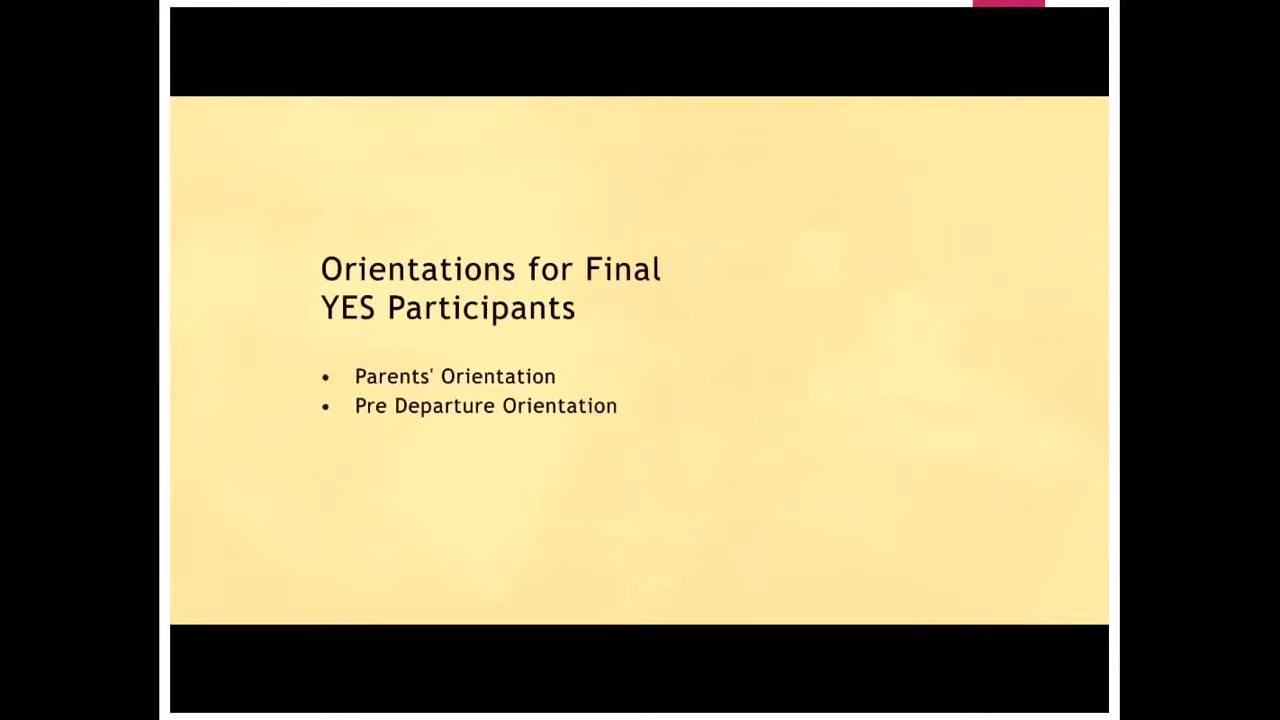 Orientations for Final
YES Participants
• Parents' Orientation
• Pre Departure Orientation